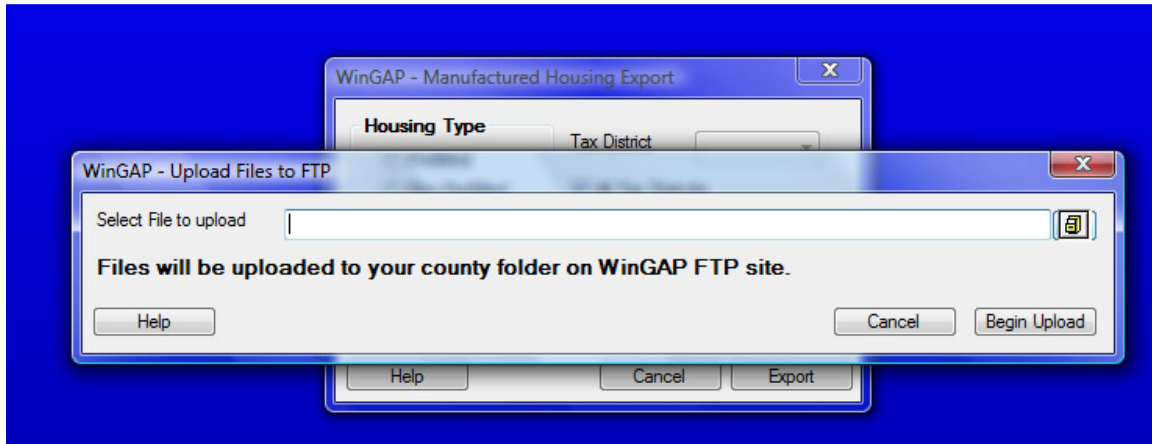 WinGAP - Manufactured Housing Export
Housing Type
Tax District
WinGAP - Upload Files to FTP
Select File to upload
Files will be uploaded to your county folder on WinGAP FTP site.
Help
Cancel
Begin Upload
Help
Cancel
Export